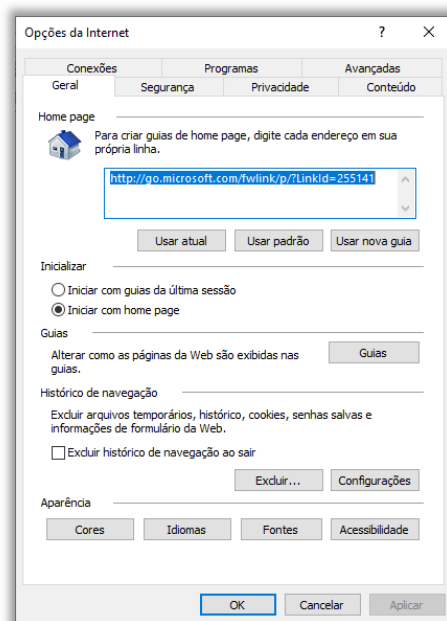 Opções da Internet
?
Conexões Programas Avançadas
Geral Segurança Privacidade Conteúdo
Home page
Para criar guias de home page, digite cada endereço em sua
própria linha.
http://go.microsoft.com/fwlink/p/?LinkId=255141
Usar atual Usar padrão Usar nova guia
Inicializar
Iniciar com guias da última sessão
Iniciar com home page
Guias
Alterar como as páginas da Web são exibidas nas
guias.
Guias
Histórico de navegação
Excluir arquivos temporários, histórico, cookies, senhas salvas e
informações de formulário da Web.
Excluir histórico de navegação ao sair
Excluir... Configurações
Aparência
Cores Idiomas Fontes Acessibilidade
OK Cancelar Aplicar